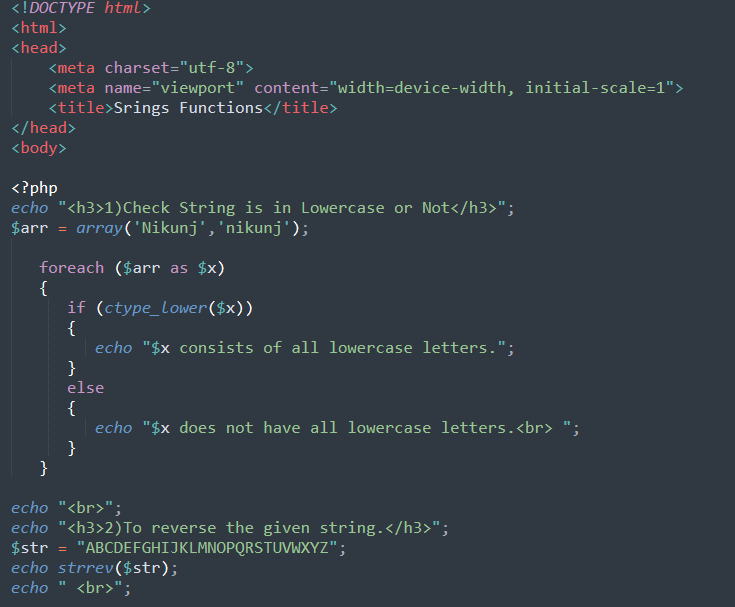 <!DOCTYPE html>
<html>
<head>
    <meta charset="utf-8">
    <meta name="viewport" content="width=device-width, initial-scale=1">
    <title>Srings Functions</title>
</head>
<body>

<?php
echo "<h3>1)Check String is in Lowercase or Not</h3>";
$arr = array('Nikunj','nikunj');

   foreach ($arr as $x)
   {
      if (ctype_lower($x))
      {
         echo "$x consists of all lowercase letters.";
      }
      else
      {
         echo "$x does not have all lowercase letters.<br> ";
      }
   }

echo "<br>";
echo "<h3>2)To reverse the given string.</h3>";
$str = "ABCDEFGHIJKLMNOPQRSTUVWXYZ";
echo strrev($str);
echo " <br>";